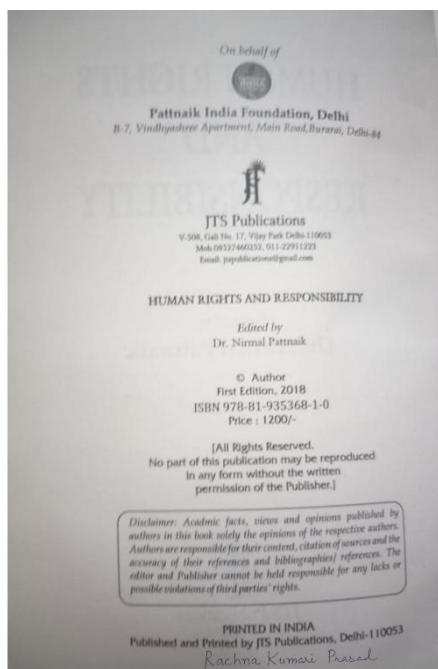 On behalf of
Pattnaik India Foundation, Delhi
B-7, Vindhyashree Apartment, Main Road, Burarai, Delhi-84
JTS Publications
V-508, Gali No. 17, Vijay Park Delhi-110053
Mob: 08527460252, 011-22911223
Email: jtspublications@gmail.com
HUMAN RIGHTS AND RESPONSIBILITY
Edited by
Dr. Nirmal Pattnaik
© Author
First Edition, 2018
ISBN 978-81-935368-1-0
Price : 1200/-
[All Rights Reserved.
No part of this publication may be reproduced
in any form without the written
permission of the Publisher.]
Disclaimer: Acadmic facts, views and opinions published by
authors in this book solely the opinions of the respective authors.
Authors are responsible for their content, citation of sources and the
accuracy of their references and bibliographies/ references. The
editor and Publisher cannot be held responsible for any lacks or
possible violations of third parties' rights.
PRINTED IN INDIA
Published and Printed by JTS Publications, Delhi-110053
Rachna Kumari Prasad